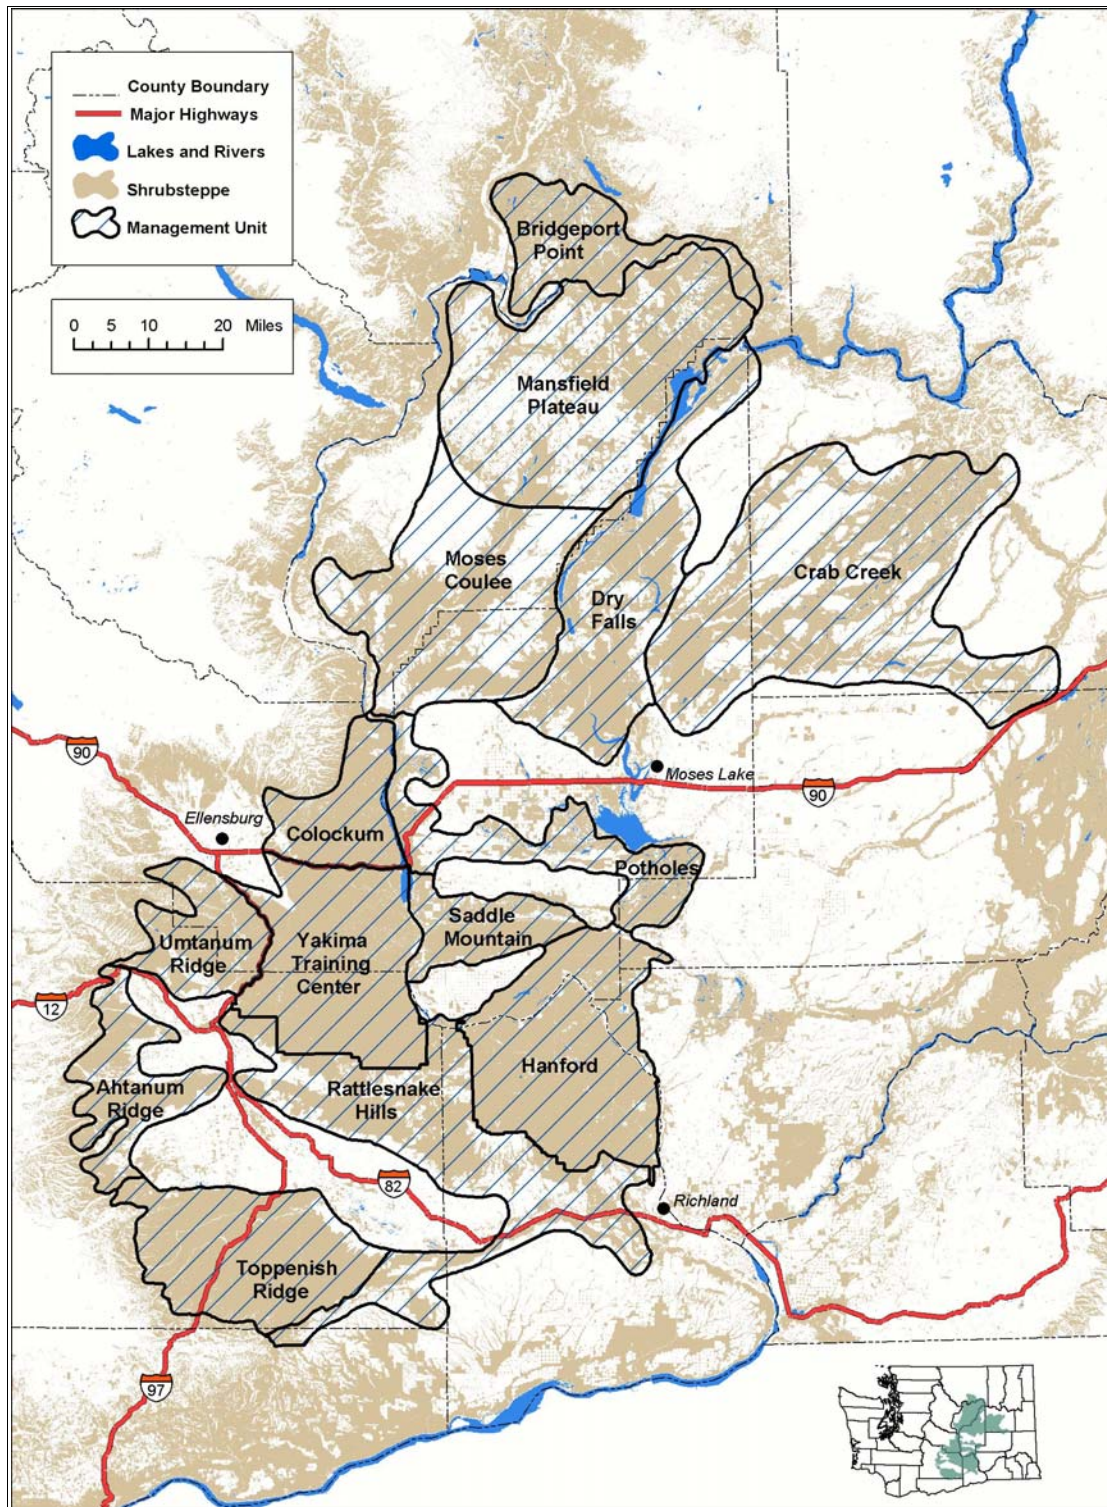 County Boundary
Major Highways
Lakes and Rivers
Shrubsteppe
Management Unit
0 5 10 20 Miles
Bridgeport
Point
Mansfield
Plateau
Moses
Coulee
Dry
Falls
Crab Creek
90
Moses Lake
90
Ellensburg
Colockum
Potholes
Saddle
Mountain
Umtanum
Ridge
Yakima
Training
Center
12
Hanford
Ahtanum
Ridge
Rattlesnake
Hills
82
Richland
Toppenish
Ridge
97